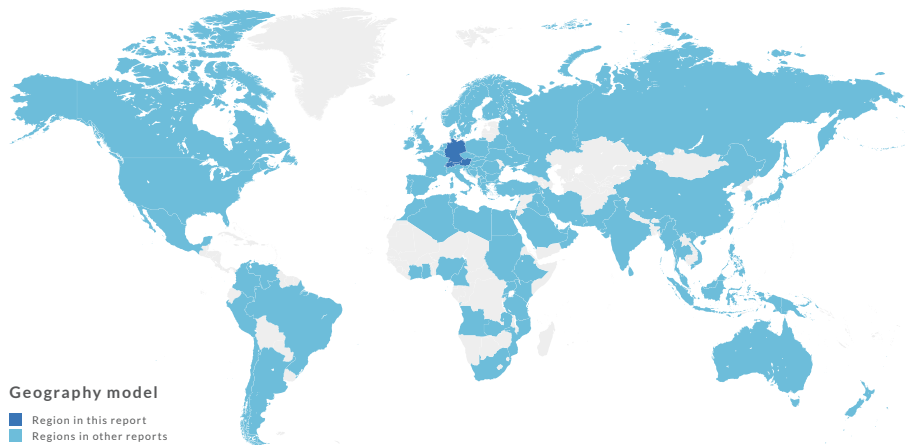 Geography model
Region in this report
Regions in other reports